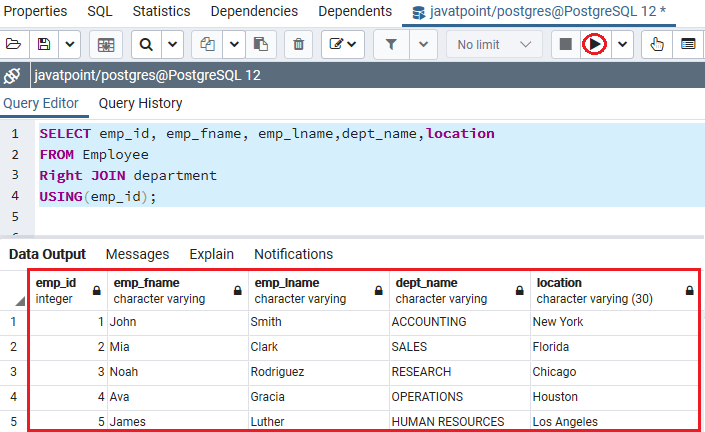 Properties SQL Statistics Dependencies Dependents javatpoint/postgres@PostgreSQL 12 *
No limit
javatpoint/postgres@PostgreSQL 12
Query Editor Query History
1 SELECT emp_id, emp_fname, emp_lname,dept_name,location
2 FROM Employee
3 Right JOIN department
4 USING(emp_id);
5
Data Output Messages Explain Notifications
emp_id emp_fname emp_lname dept_name location
integer character varying character varying character varying character varying (30)
1 1 John Smith ACCOUNTING New York
2 2 Mia Clark SALES Florida
3 3 Noah Rodriguez RESEARCH Chicago
4 4 Ava Gracia OPERATIONS Houston
5 5 James Luther HUMAN RESOURCES Los Angeles